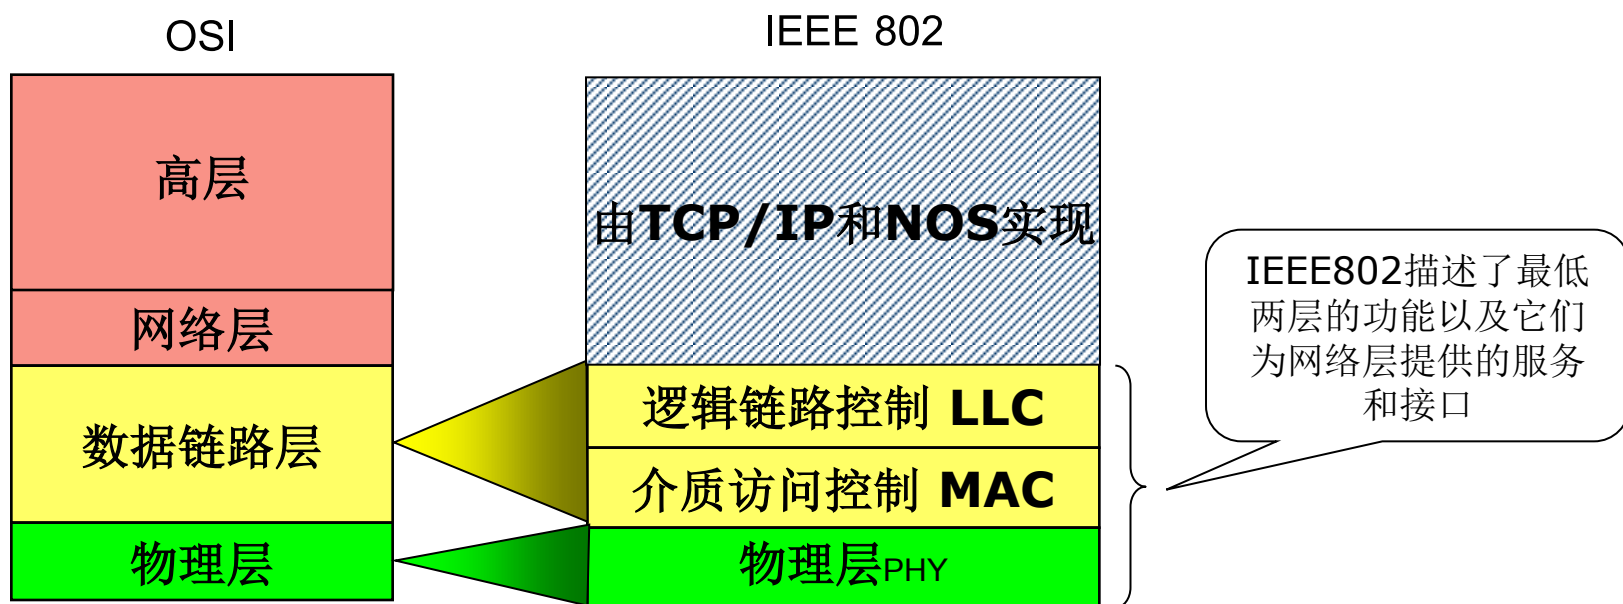 OSI
IEEE 802
高层
网络层
数据链路层
物理层
由TCP/IP和NOS实现
逻辑链路控制 LLC
介质访问控制 MAC
物理层PHY
IEEE802描述了最低
两层的功能以及它们
为网络层提供的服务
和接口